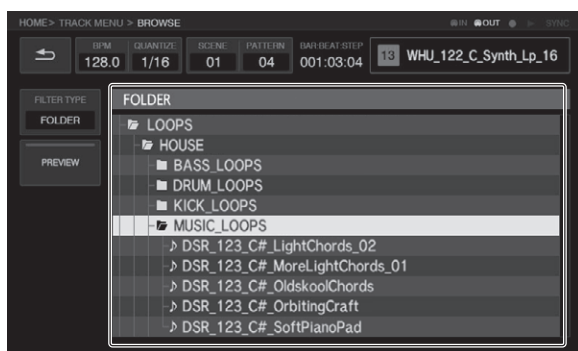 HOME> TRACK MENU > BROWSE
IN OUT SYNC
BPM QUANTIZE SCENE PATTERN BAR:BEAT:STEP
128.0 1/16 01 04 001:03:04 13 WHU_122_C_Synth_Lp_16
FILTER TYPE
FOLDER
PREVIEW
FOLDER
LOOPS
HOUSE
BASS_LOOPS
DRUM_LOOPS
KICK_LOOPS
MUSIC_LOOPS
DSR_123_C#_LightChords_02
DSR_123_C#_MoreLightChords_01
DSR_123_C#_OldskoolChords
DSR_123_C#_OrbitingCraft
DSR_123_C#_SoftPianoPad